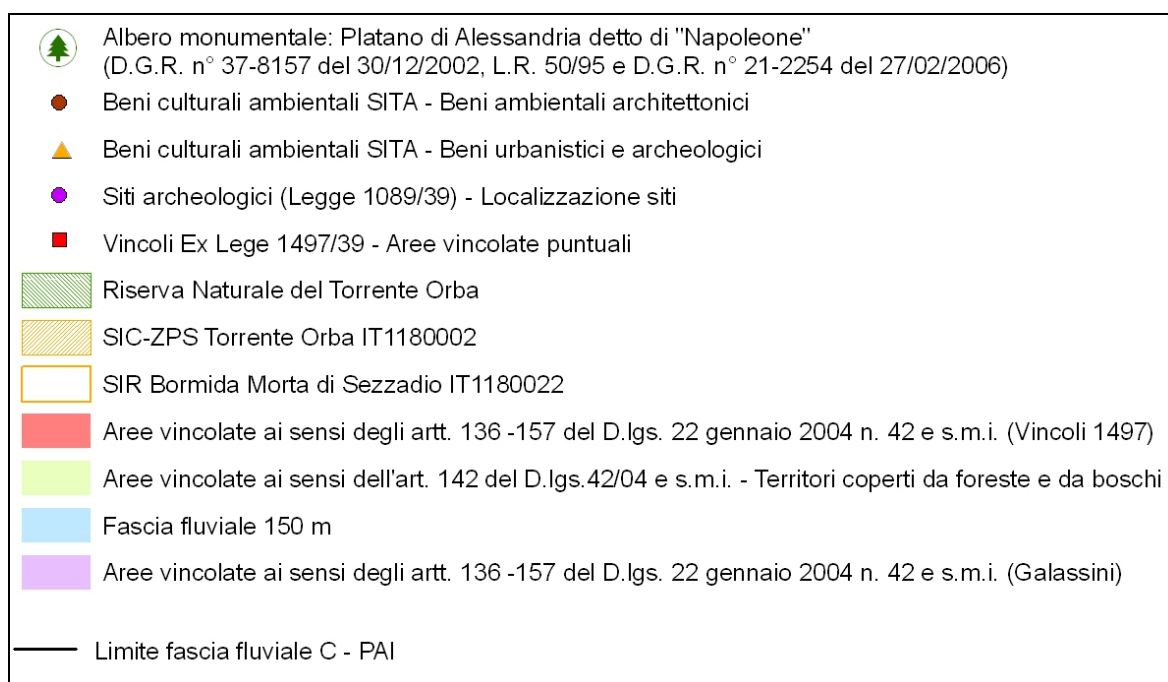 Albero monumentale: Platano di Alessandria detto di "Napoleone"
(D.G.R. n° 37-8157 del 30/12/2002, L.R. 50/95 e D.G.R. n° 21-2254 del 27/02/2006)
Beni culturali ambientali SITA - Beni ambientali architettonici
Beni culturali ambientali SITA - Beni urbanistici e archeologici
Siti archeologici (Legge 1089/39) - Localizzazione siti
Vincoli Ex Lege 1497/39 - Aree vincolate puntuali
Riserva Naturale del Torrente Orba
SIC-ZPS Torrente Orba IT1180002
SIR Bormida Morta di Sezzadio IT1180022
Aree vincolate ai sensi degli artt. 136 -157 del D.lgs. 22 gennaio 2004 n. 42 e s.m.i. (Vincoli 1497)
Aree vincolate ai sensi dell'art. 142 del D.lgs.42/04 e s.m.i. - Territori coperti da foreste e da boschi
Fascia fluviale 150 m
Aree vincolate ai sensi degli artt. 136 -157 del D.lgs. 22 gennaio 2004 n. 42 e s.m.i. (Galassini)
Limite fascia fluviale C - PAI